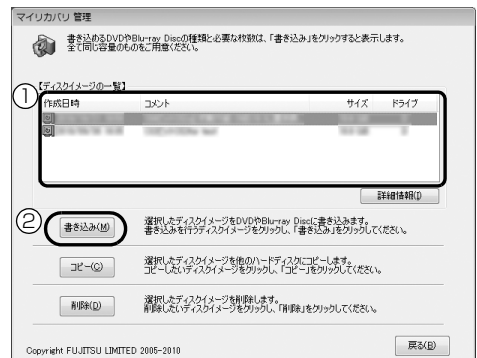 マイリカバリ 管理
書き込めるDVDやBlu-ray Discの種類と必要な枚数は、「書き込み」をクリックすると表示します。
全て同じ容量のものをご用意ください。
【ディスクイメージの一覧】
①
作成日時 コメント サイズ ドライブ
詳細情報(I)
②
書き込み(M)
選択したディスクイメージをDVDやBlu-ray Discに書き込みます。
書き込みを行うディスクイメージをクリックし、「書き込み」をクリックしてください。
コピー(C)
選択したディスクイメージを他のハードディスクにコピーします。
コピーしたいディスクイメージをクリックし、「コピー」をクリックしてください。
削除(D)
選択したディスクイメージを削除します。
削除したいディスクイメージをクリックし、「削除」をクリックしてください。
Copyright FUJITSU LIMITED 2005-2010
戻る(B)